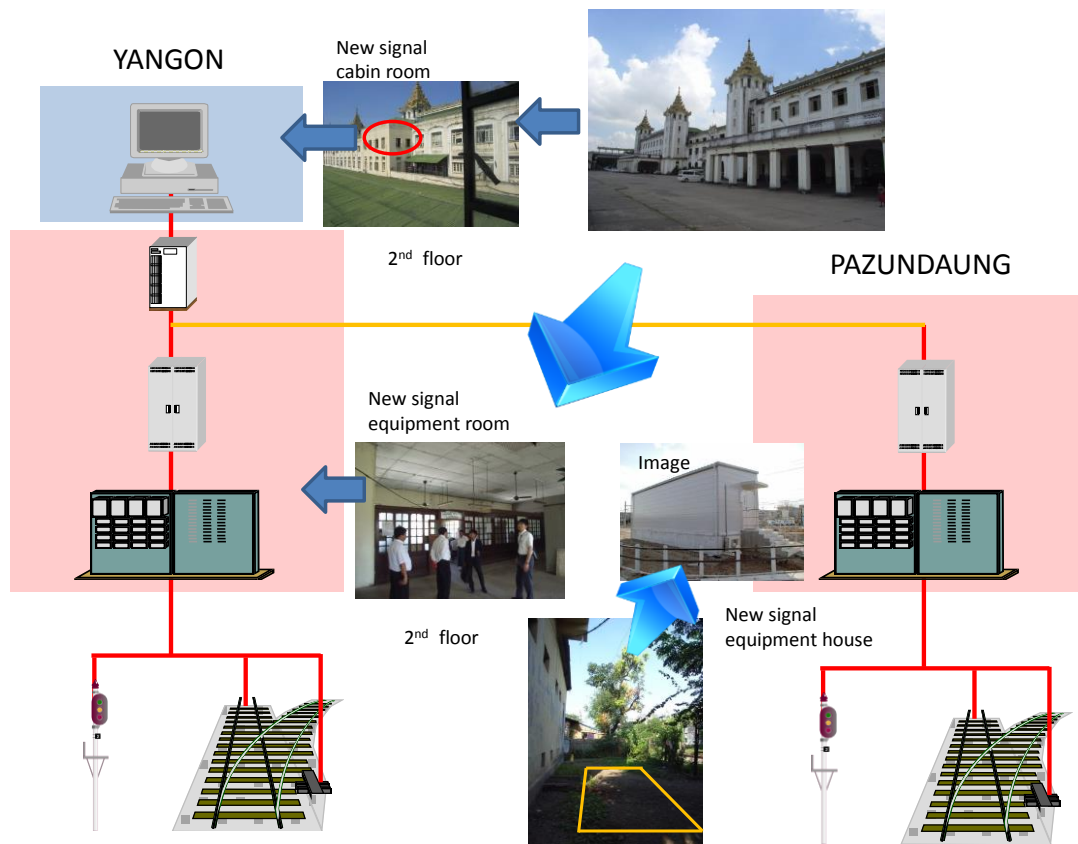 YANGON
New signal
cabin room
2nd floor
PAZUNDAUNG
New signal
equipment room
Image
2nd floor
New signal
equipment house